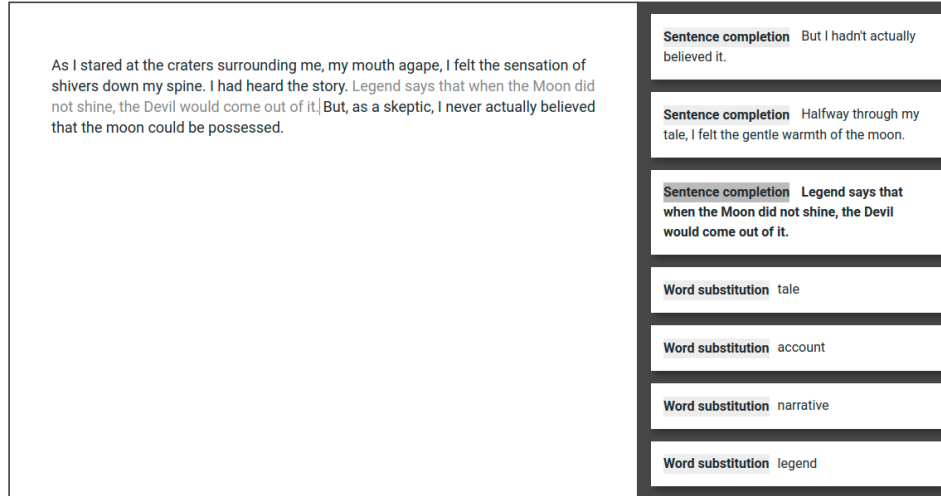 As I stared at the craters surrounding me, my mouth agape, I felt the sensation of
shivers down my spine. I had heard the story. Legend says that when the Moon did
not shine, the Devil would come out of it. But, as a skeptic, I never actually believed
that the moon could be possessed.
Sentence completion But I hadn't actually
believed it.
Sentence completion Halfway through my
tale, I felt the gentle warmth of the moon.
Sentence completion Legend says that
when the Moon did not shine, the Devil
would come out of it.
Word substitution tale
Word substitution account
Word substitution narrative
Word substitution legend